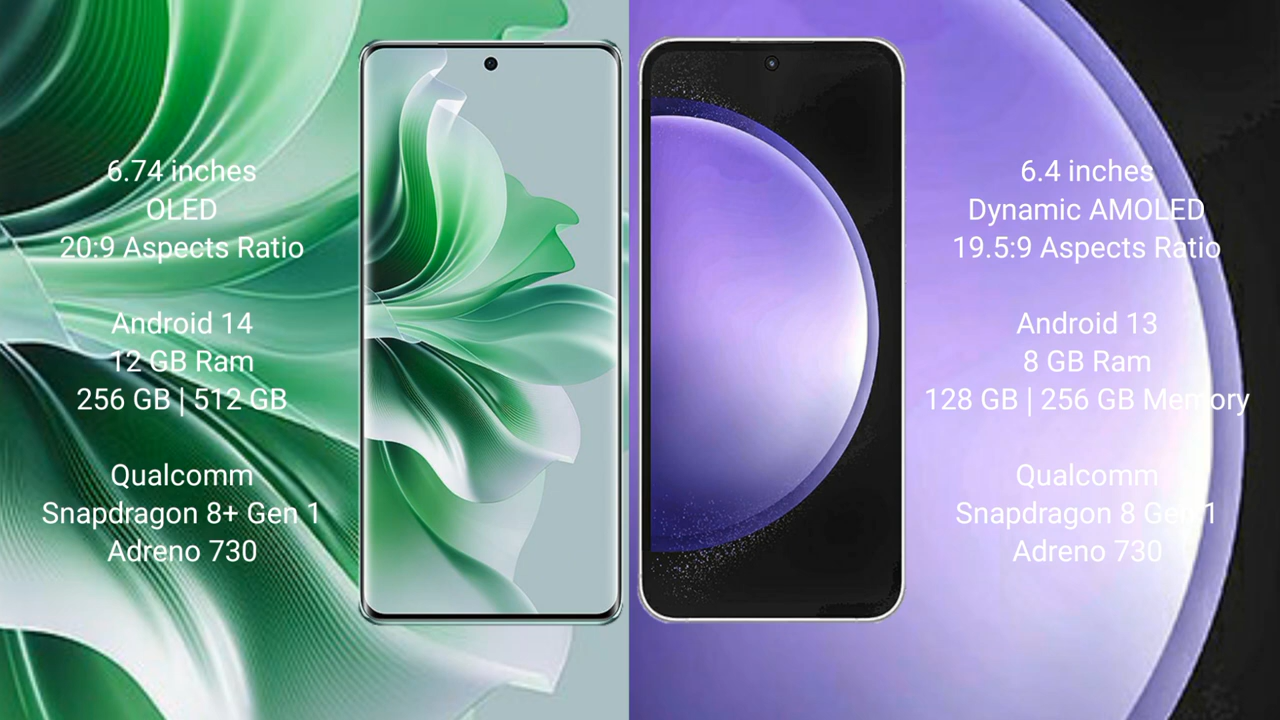 6.74 inches
OLED
20:9 Aspects Ratio
Android 14
12 GB Ram
256 GB | 512 GB
Qualcomm
Snapdragon 8+ Gen 1
Adreno 730
6.4 inches
Dynamic AMOLED
19.5:9 Aspects Ratio
Android 13
8 GB Ram
128 GB | 256 GB Memory
Qualcomm
Snapdragon 8 Gen 1
Adreno 730